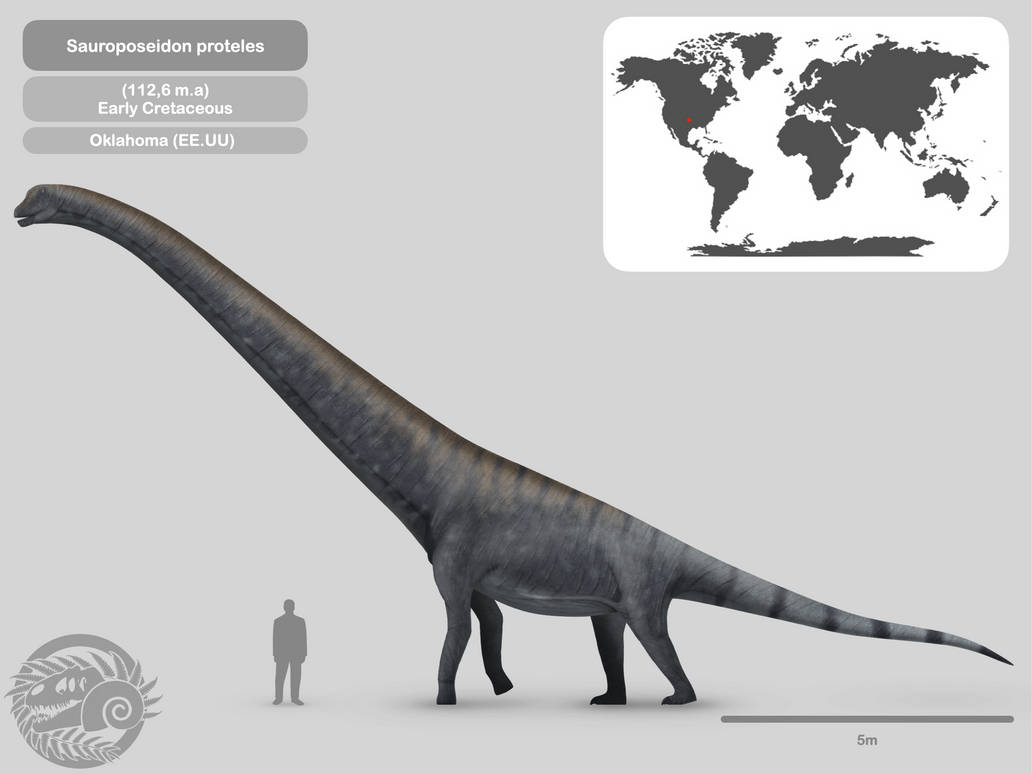 Sauroposeidon proteles
(112,6 m.a)
Early Cretaceous
Oklahoma (EE.UU)
5m